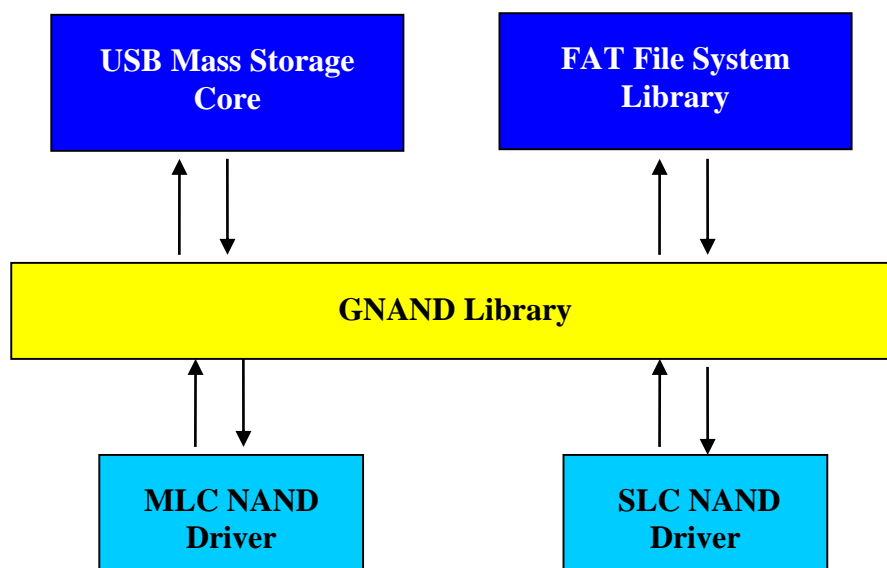 USB Mass Storage
Core
FAT File System
Library
GNAND Library
MLC NAND
Driver
SLC NAND
Driver